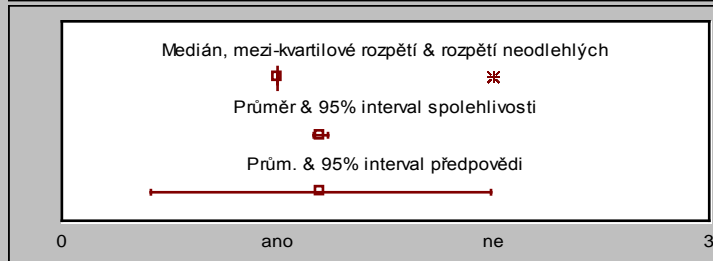 Medián, mezi-kvartilové rozpětí & rozpětí neodlehlých
Průměr & 95% interval spolehlivosti
Prům. & 95% interval předpovědi
0 ano ne 3